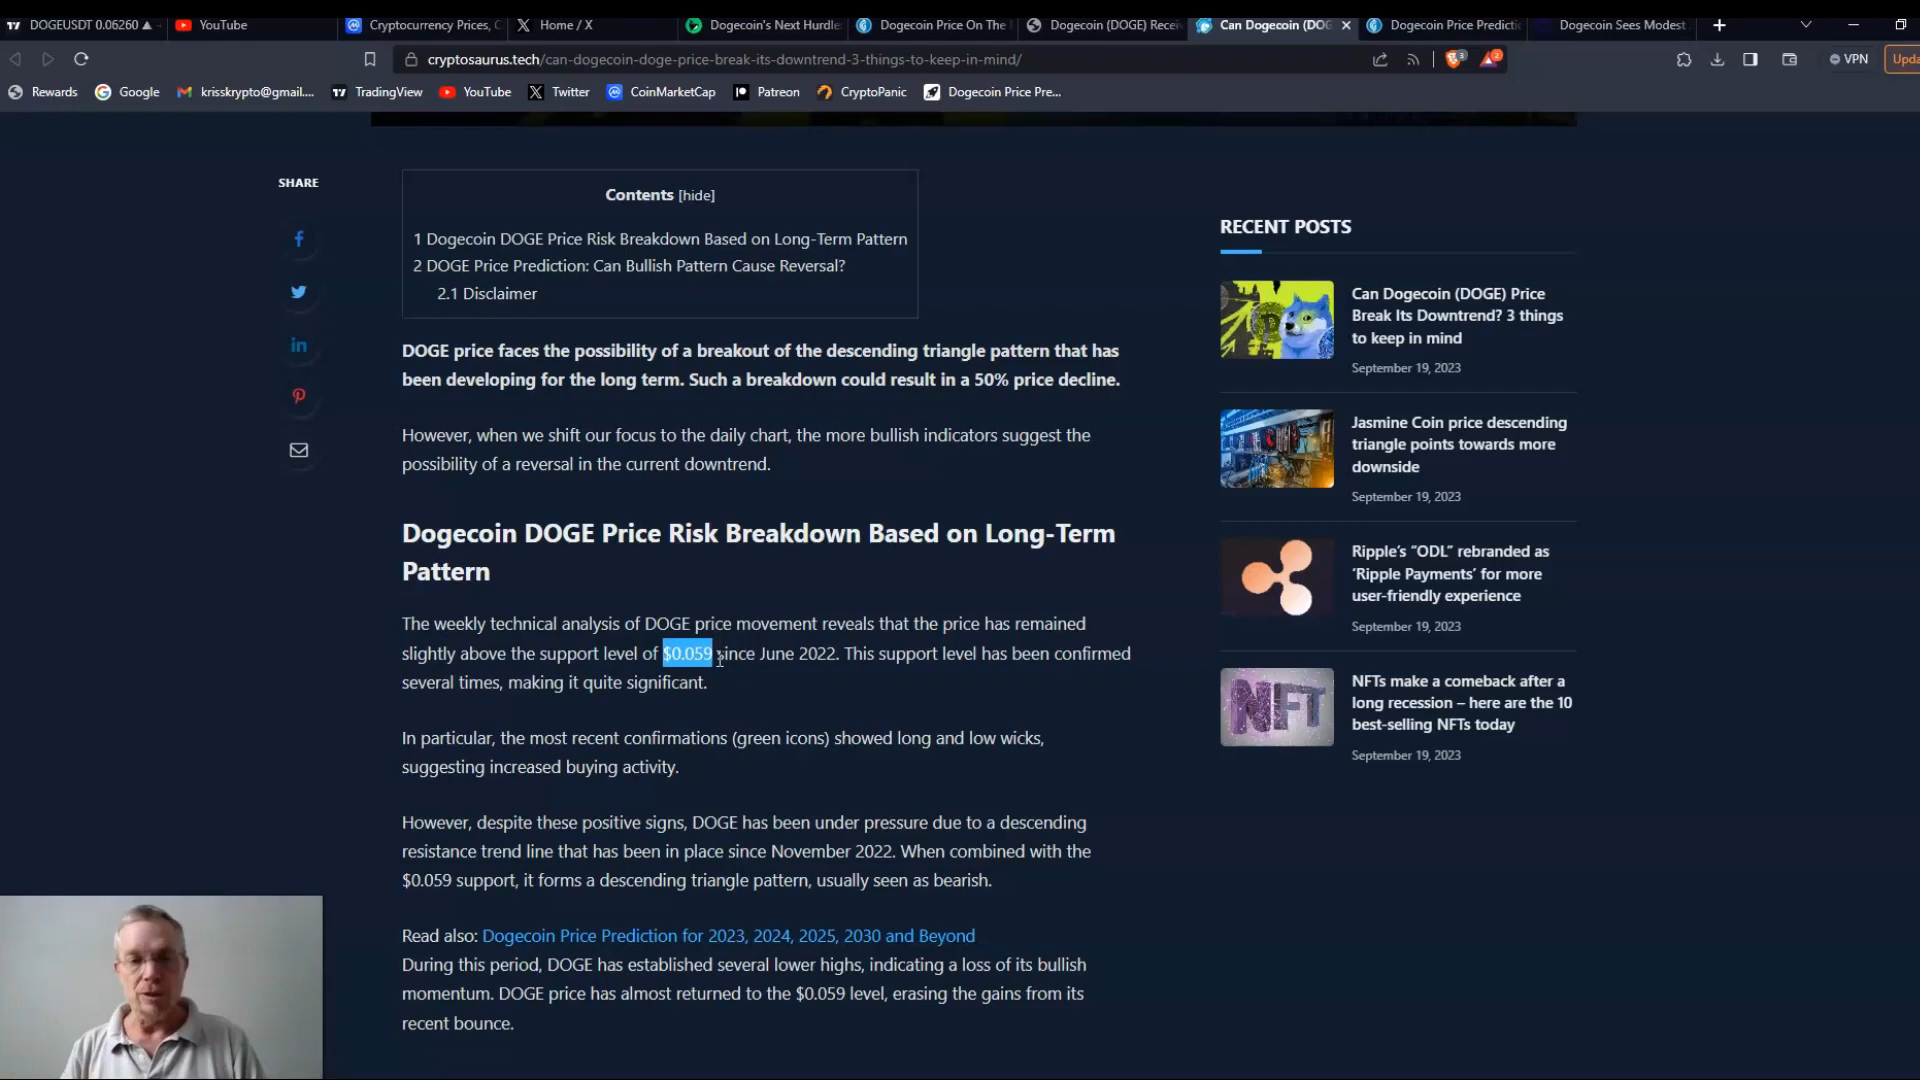 DOGEUSDT 0.06260 ▲
YouTube
Cryptocurrency Prices, C
Home / X
Dogecoin's Next Hurdle
Dogecoin Price On The
Dogecoin (DOGE) Recei
Can Dogecoin (DOG
Dogecoin Price Predictic
Dogecoin Sees Modest
cryptosaurus.tech/can-dogecoin-doge-price-break-its-downtrend-3-things-to-keep-in-mind/
3
2
VPN
Upda
Rewards
Google
krisskrypto@gmail....
TradingView
YouTube
Twitter
CoinMarketCap
Patreon
CryptoPanic
Dogecoin Price Pre...
SHARE
Contents [hide]
1 Dogecoin DOGE Price Risk Breakdown Based on Long-Term Pattern
2 DOGE Price Prediction: Can Bullish Pattern Cause Reversal?
2.1 Disclaimer
DOGE price faces the possibility of a breakout of the descending triangle pattern that has
been developing for the long term. Such a breakdown could result in a 50% price decline.
However, when we shift our focus to the daily chart, the more bullish indicators suggest the
possibility of a reversal in the current downtrend.
Dogecoin DOGE Price Risk Breakdown Based on Long-Term
Pattern
The weekly technical analysis of DOGE price movement reveals that the price has remained
slightly above the support level of $0.059 since June 2022. This support level has been confirmed
several times, making it quite significant.
In particular, the most recent confirmations (green icons) showed long and low wicks,
suggesting increased buying activity.
However, despite these positive signs, DOGE has been under pressure due to a descending
resistance trend line that has been in place since November 2022. When combined with the
$0.059 support, it forms a descending triangle pattern, usually seen as bearish.
Read also: Dogecoin Price Prediction for 2023, 2024, 2025, 2030 and Beyond
During this period, DOGE has established several lower highs, indicating a loss of its bullish
momentum. DOGE price has almost returned to the $0.059 level, erasing the gains from its
recent bounce.
RECENT POSTS
Can Dogecoin (DOGE) Price
Break Its Downtrend? 3 things
to keep in mind
September 19, 2023
Jasmine Coin price descending
triangle points towards more
downside
September 19, 2023
Ripple's “ODL” rebranded as
‘Ripple Payments’ for more
user-friendly experience
September 19, 2023
NFT
NFTs make a comeback after a
long recession – here are the 10
best-selling NFTs today
September 19, 2023